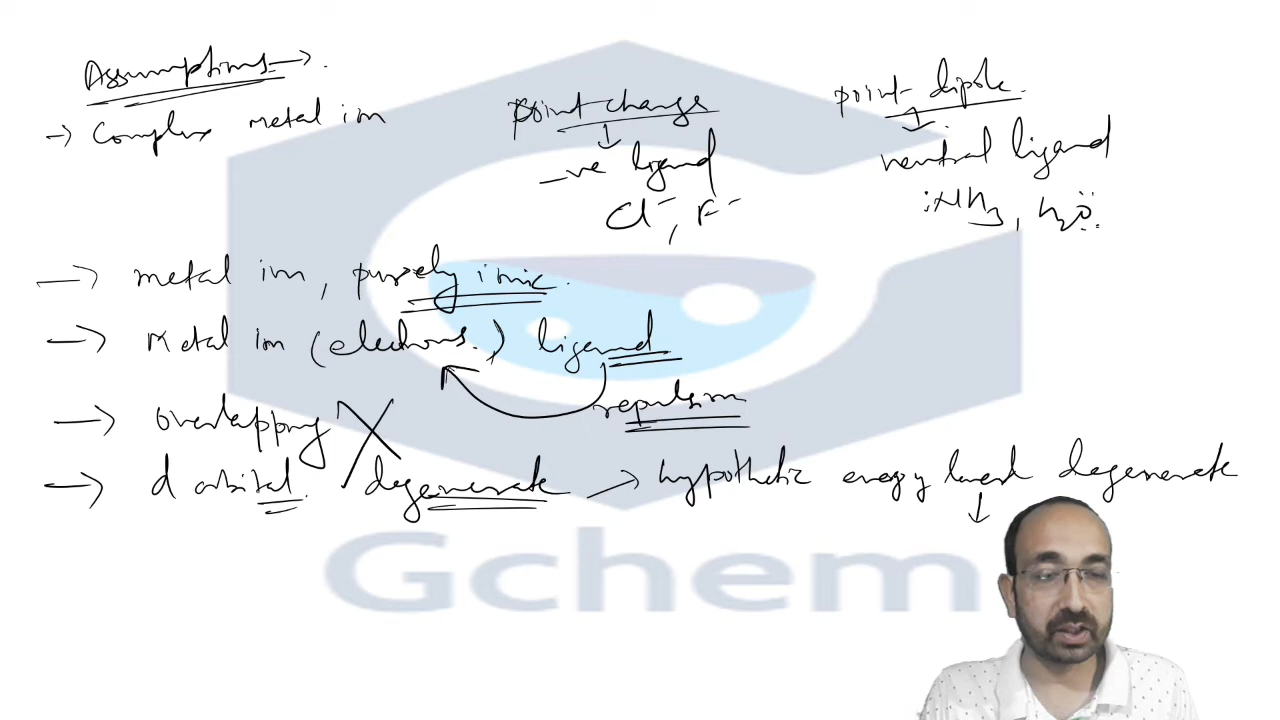 Assumptions →.
→ Complex metal ion
point charge
↓
-ve ligand
Cl⁻, F⁻
point dipole
↓
neutral ligand
:NH3, H2O
→ metal ion, purely ionic.
→ Metal ion (electrons.) ligand
repulsion
→ overlapping X
→ d orbital. degenerate → hypothetic energy level degenerate
↓
Gchem